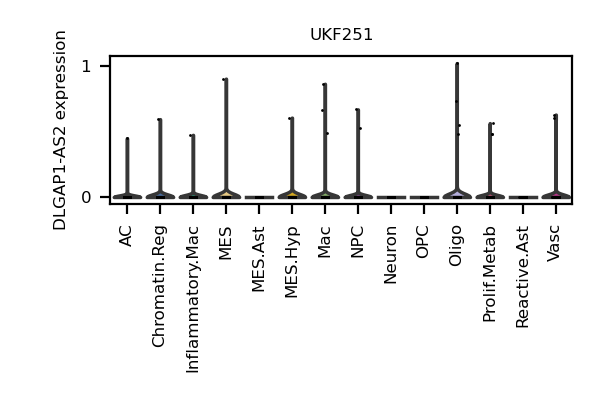 UKF251
DLGAP1-AS2 expression
1
0
AC
Chromatin.Reg
Inflammatory.Mac
MES
MES.Ast
MES.Hyp
Mac
NPC
Neuron
OPC
Oligo
Prolif.Metab
Reactive.Ast
Vasc